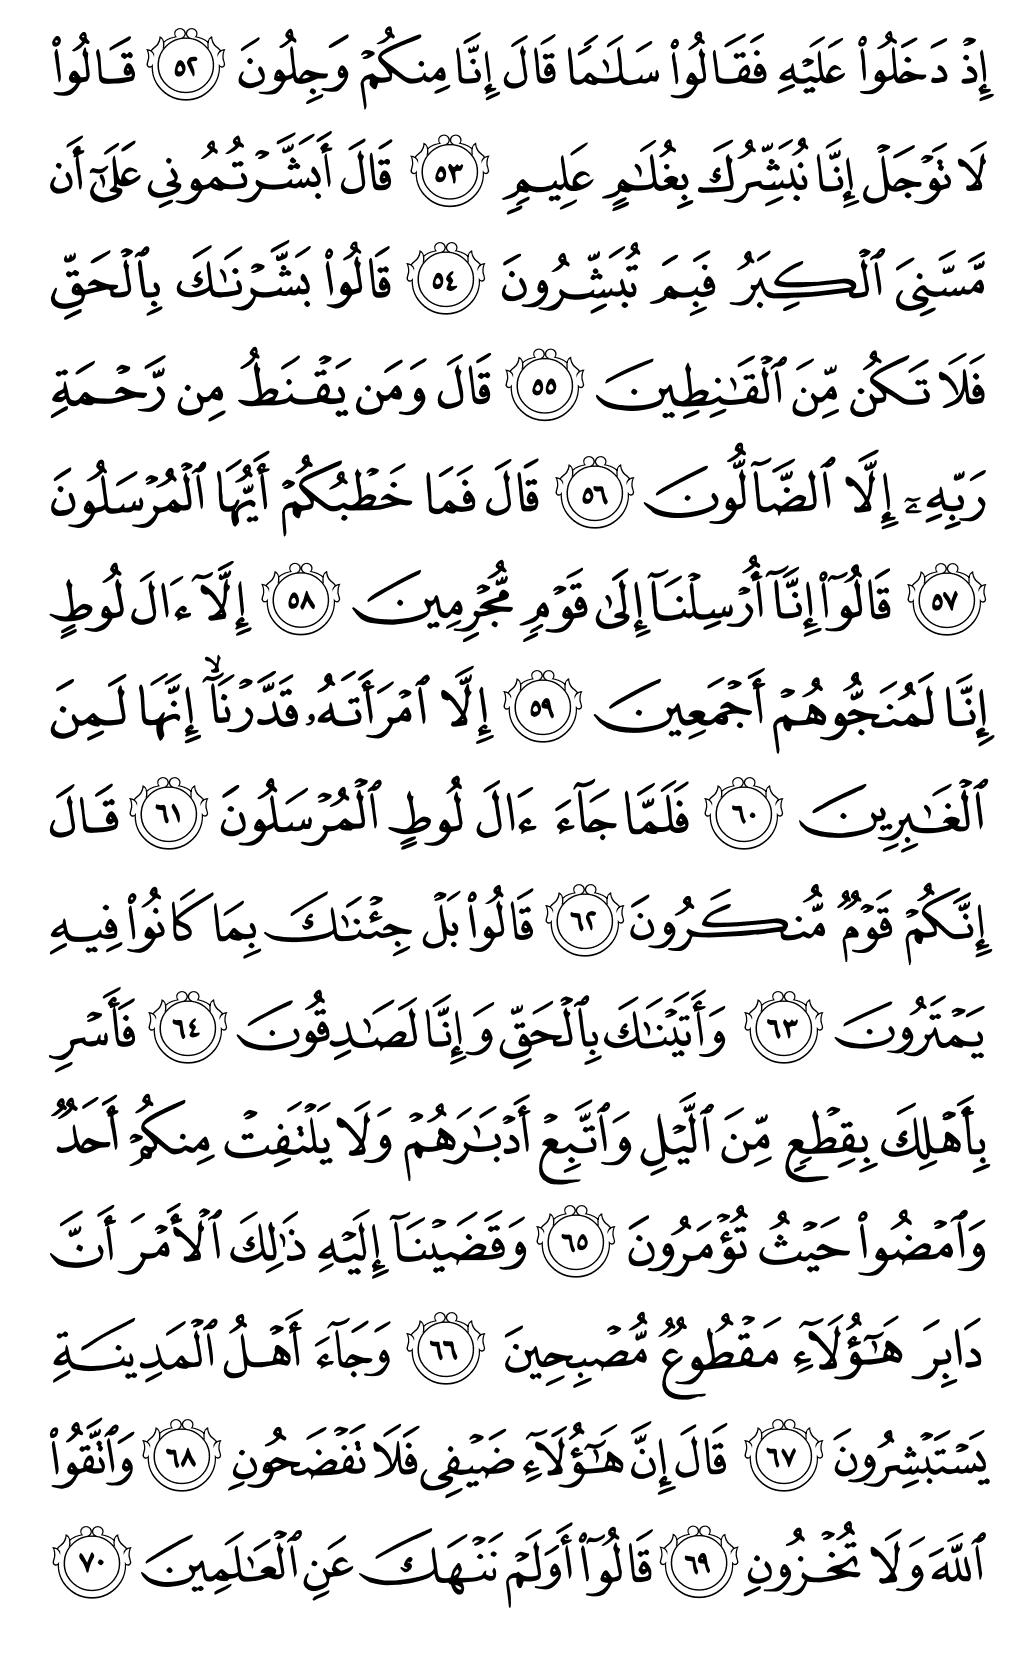 إِذۡ دَخَلُواْ عَلَيۡهِ فَقَالُواْ سَلَٰمٗا قَالَ إِنَّا مِنكُمۡ وَجِلُونَ ٥٢ قَالُواْ
لَا تَوۡجَلۡ إِنَّا نُبَشِّرُكَ بِغُلَٰمٍ عَلِيمٖ ٥٣ قَالَ أَبَشَّرۡتُمُونِي عَلَىٰٓ أَن
مَّسَّنِيَ ٱلۡكِبَرُ فَبِمَ تُبَشِّرُونَ ٥٤ قَالُواْ بَشَّرۡنَٰكَ بِٱلۡحَقِّ
فَلَا تَكُن مِّنَ ٱلۡقَٰنِطِينَ ٥٥ قَالَ وَمَن يَقۡنَطُ مِن رَّحۡمَةِ
رَبِّهِۦٓ إِلَّا ٱلضَّآلُّونَ ٥٦ قَالَ فَمَا خَطۡبُكُمۡ أَيُّهَا ٱلۡمُرۡسَلُونَ
٥٧ قَالُوٓاْ إِنَّآ أُرۡسِلۡنَآ إِلَىٰ قَوۡمٖ مُّجۡرِمِينَ ٥٨ إِلَّآ ءَالَ لُوطٍ
إِنَّا لَمُنَجُّوهُمۡ أَجۡمَعِينَ ٥٩ إِلَّا ٱمۡرَأَتَهُۥ قَدَّرۡنَآۙ إِنَّهَا لَمِنَ
ٱلۡغَٰبِرِينَ ٦٠ فَلَمَّا جَآءَ ءَالَ لُوطٍ ٱلۡمُرۡسَلُونَ ٦١ قَالَ
إِنَّكُمۡ قَوۡمٞ مُّنكَرُونَ ٦٢ قَالُواْ بَلۡ جِئۡنَٰكَ بِمَا كَانُواْ فِيهِ
يَمۡتَرُونَ ٦٣ وَأَتَيۡنَٰكَ بِٱلۡحَقِّ وَإِنَّا لَصَٰدِقُونَ ٦٤ فَأَسۡرِ
بِأَهۡلِكَ بِقِطۡعٖ مِّنَ ٱلَّيۡلِ وَٱتَّبِعۡ أَدۡبَٰرَهُمۡ وَلَا يَلۡتَفِتۡ مِنكُمۡ أَحَدٞ
وَٱمۡضُواْ حَيۡثُ تُؤۡمَرُونَ ٦٥ وَقَضَيۡنَآ إِلَيۡهِ ذَٰلِكَ ٱلۡأَمۡرَ أَنَّ
دَابِرَ هَٰٓؤُلَآءِ مَقۡطُوعٞ مُّصۡبِحِينَ ٦٦ وَجَآءَ أَهۡلُ ٱلۡمَدِينَةِ
يَسۡتَبۡشِرُونَ ٦٧ قَالَ إِنَّ هَٰٓؤُلَآءِ ضَيۡفِي فَلَا تَفۡضَحُونِ ٦٨ وَٱتَّقُواْ
ٱللَّهَ وَلَا تُخۡزُونِ ٦٩ قَالُوٓاْ أَوَلَمۡ نَنۡهَكَ عَنِ ٱلۡعَٰلَمِينَ ٧٠